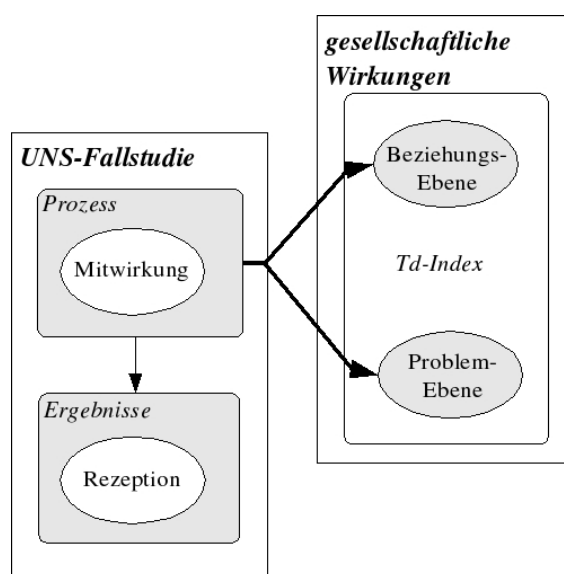 gesellschaftliche
Wirkungen
UNS-Fallstudie
Prozess
Mitwirkung
Ergebnisse
Rezeption
Beziehungs-
Ebene
Td-Index
Problem-
Ebene